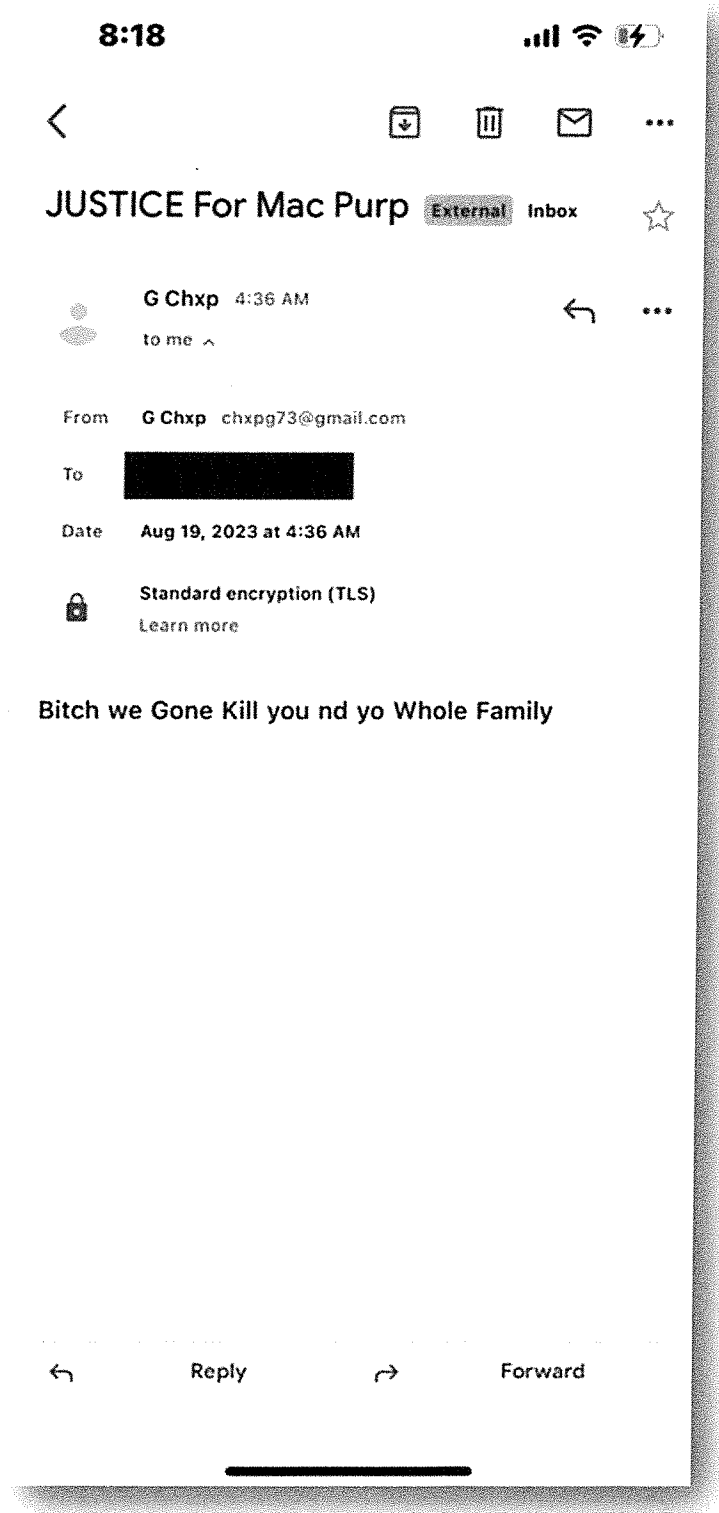 8:18
JUSTICE For Mac Purp External Inbox
G Chxp 4:36 AM
to me
From G Chxp chxpg73@gmail.com
To
Date Aug 19, 2023 at 4:36 AM
Standard encryption (TLS)
Learn more
Bitch we Gone Kill you nd yo Whole Family
Reply Forward